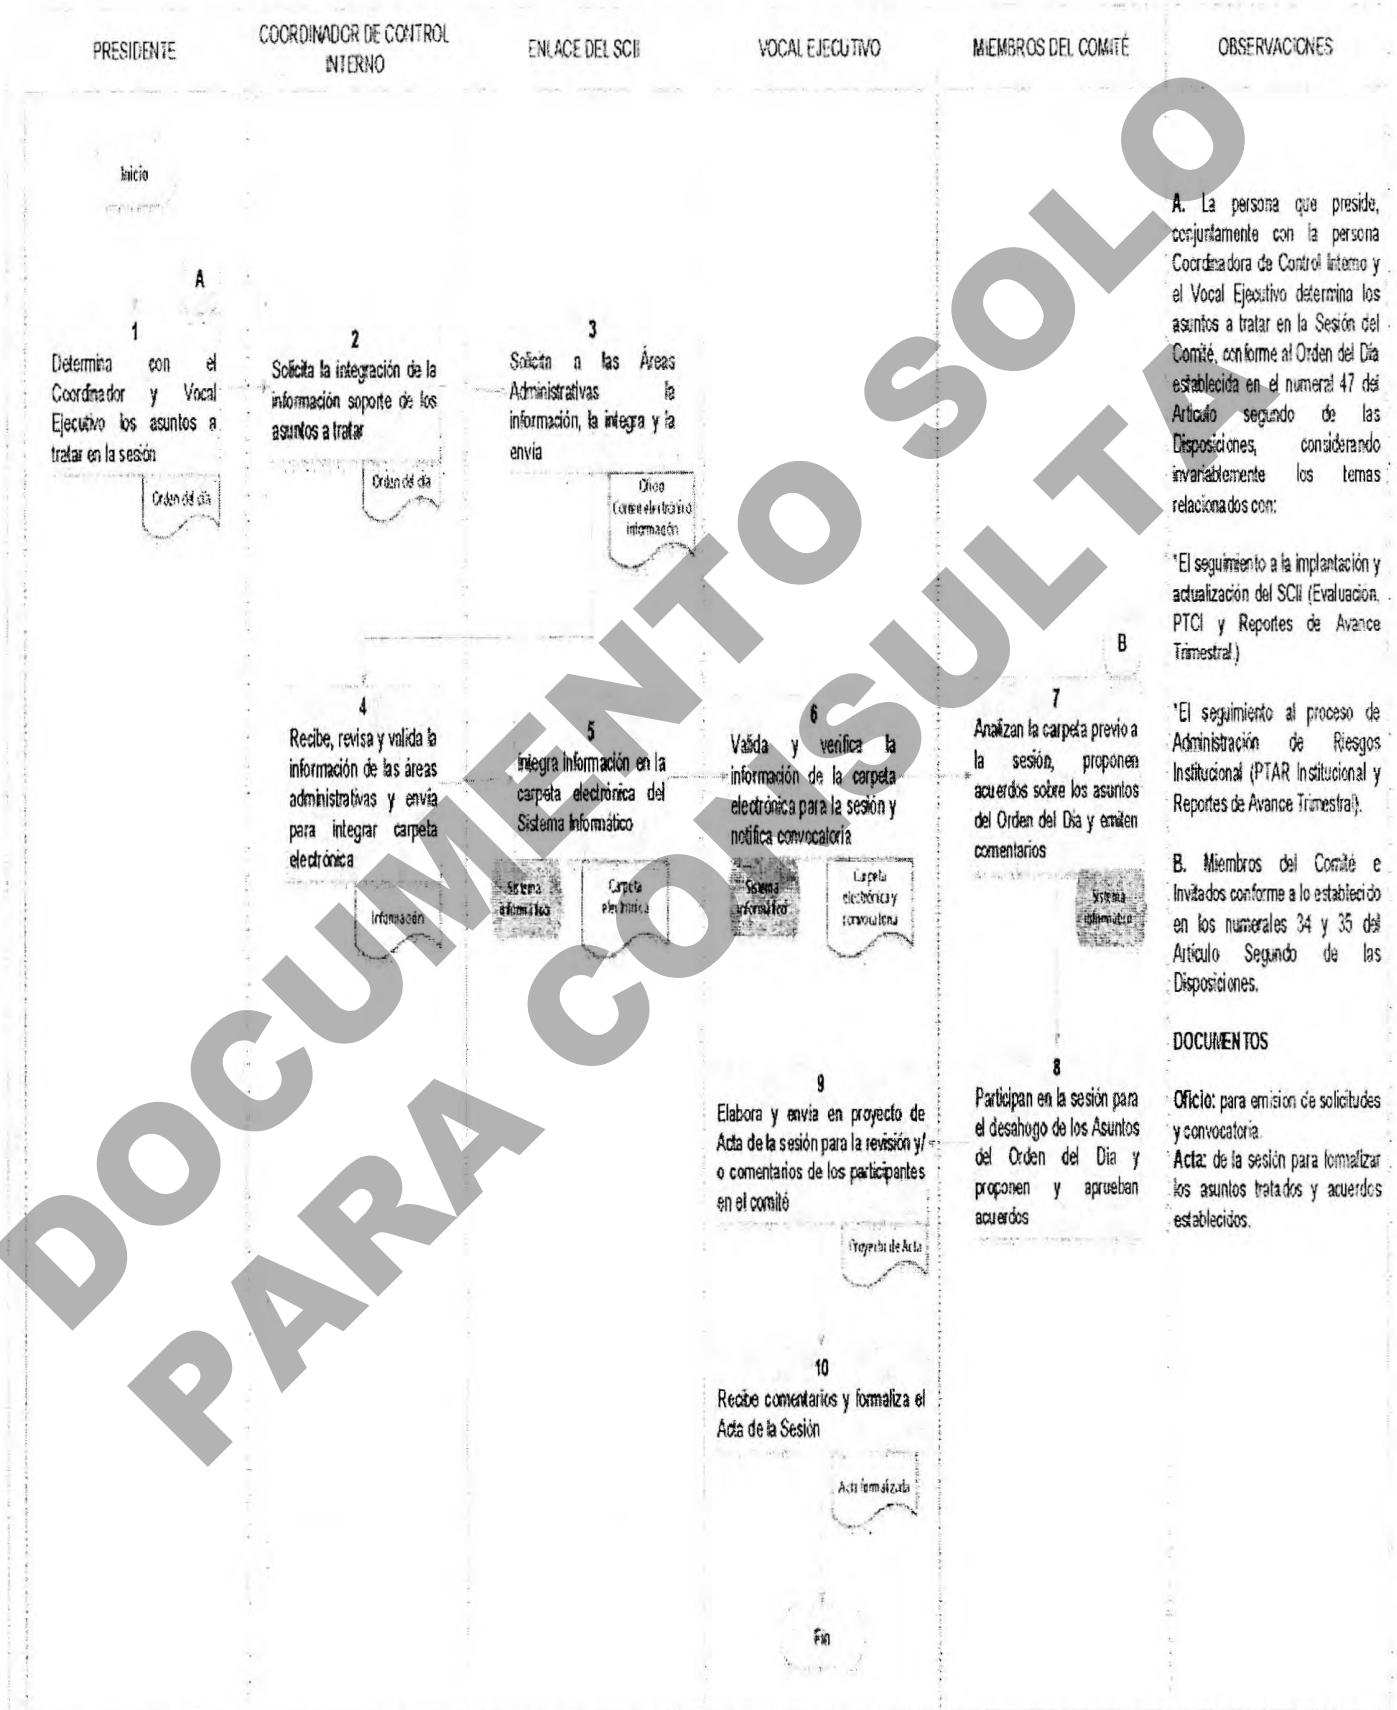 PRESIDENTE
COORDINADOR DE CONTROL
INTERNO
ENLACE DEL SCII
VOCAL EJECUTIVO
MIEMBROS DEL COMITÉ
OBSERVACIONES
Inicio
A
1
Determina con el
Coordinador y Vocal
Ejecutivo los asuntos a
tratar en la sesión
Orden del día
2
Solicita la integración de la
información soporte de los
asuntos a tratar
Orden del día
3
Solicita a las Áreas
Administrativas la
información, la integra y la
envía
Oficio
Correo electrónico
información
4
Recibe, revisa y valida la
información de las áreas
administrativas y envía
para integrar carpeta
electrónica
Información
5
Integra Información en la
carpeta electrónica del
Sistema Informático
Sistema
informático
Carpeta
electrónica
6
Valida y verifica la
información de la carpeta
electrónica para la sesión y
notifica convocatoria
Sistema
informático
Carpeta
electrónica y
convocatoria
B
7
Analizan la carpeta previo a
la sesión, proponen
acuerdos sobre los asuntos
del Orden del Día y emiten
comentarios
Sistema
informático
8
Participan en la sesión para
el desahogo de los Asuntos
del Orden del Dia y
proponen y aprueban
acuerdos
9
Elabora y envía en proyecto de
Acta de la sesión para la revisión y/
o comentarios de los participantes
en el comité
Proyecto de Acta
10
Recibe comentarios y formaliza el
Acta de la Sesión
Acta formalizada
Fin
A. La persona que preside,
conjuntamente con la persona
Coordinadora de Control Interno y
el Vocal Ejecutivo determina los
asuntos a tratar en la Sesión del
Comité, conforme al Orden del Día
establecida en el numeral 47 del
Artículo segundo de las
Disposiciones, considerando
invariablemente los temas
relacionados con:
*El seguimiento a la implantación y
actualización del SCII (Evaluación,
PTCI y Reportes de Avance
Trimestral.)
*El seguimiento al proceso de
Administración de Riesgos
Institucional (PTAR Institucional y
Reportes de Avance Trimestral).
B. Miembros del Comité e
Invitados conforme a lo establecido
en los numerales 34 y 35 del
Artículo Segundo de las
Disposiciones.
DOCUMENTOS
Oficio: para emision de solicitudes
y convocatoria.
Acta: de la sesión para formalizar
los asuntos tratados y acuerdos
establecidos.
DOCUMENTO SOLO
PARA CONSULTA